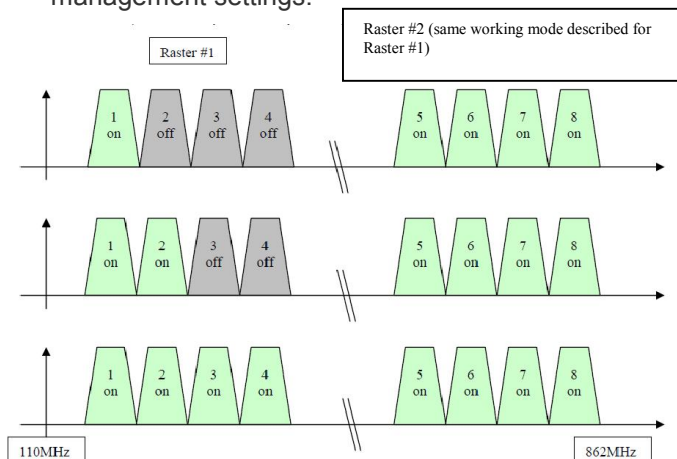 management settings.
Raster #1
Raster #2 (same working mode described for
Raster #1)
1 2 3 4 5 6 7 8
on off off off on on on on
1 2 3 4 5 6 7 8
on on off off on on on on
1 2 3 4 5 6 7 8
on on on on on on on on
110MHz 862MHz